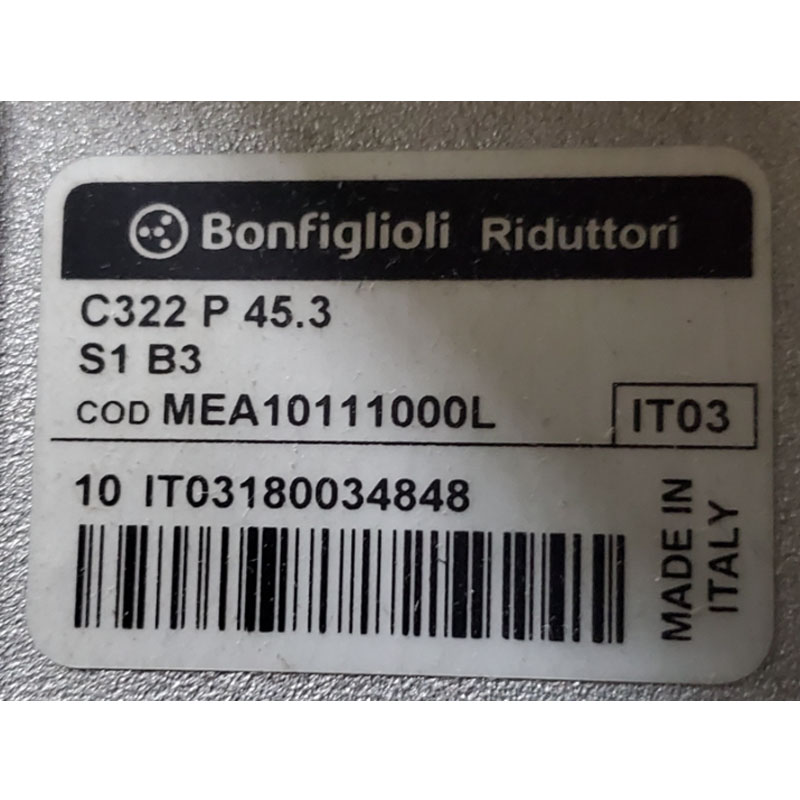 Bonfiglioli Riduttori
C322 P 45.3
S1 B3
COD MEA10111000L
IT03
10 IT03180034848
MADE IN
ITALY